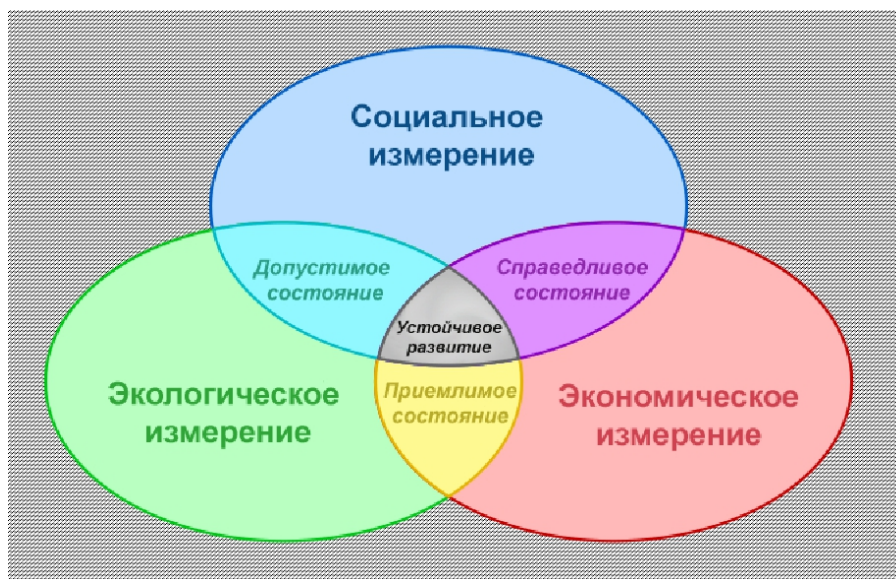 Социальное
измерение
Допустимое
состояние
Справедливое
состояние
Устойчивое
развитие
Экологическое
измерение
Приемлимое
состояние
Экономическое
измерение